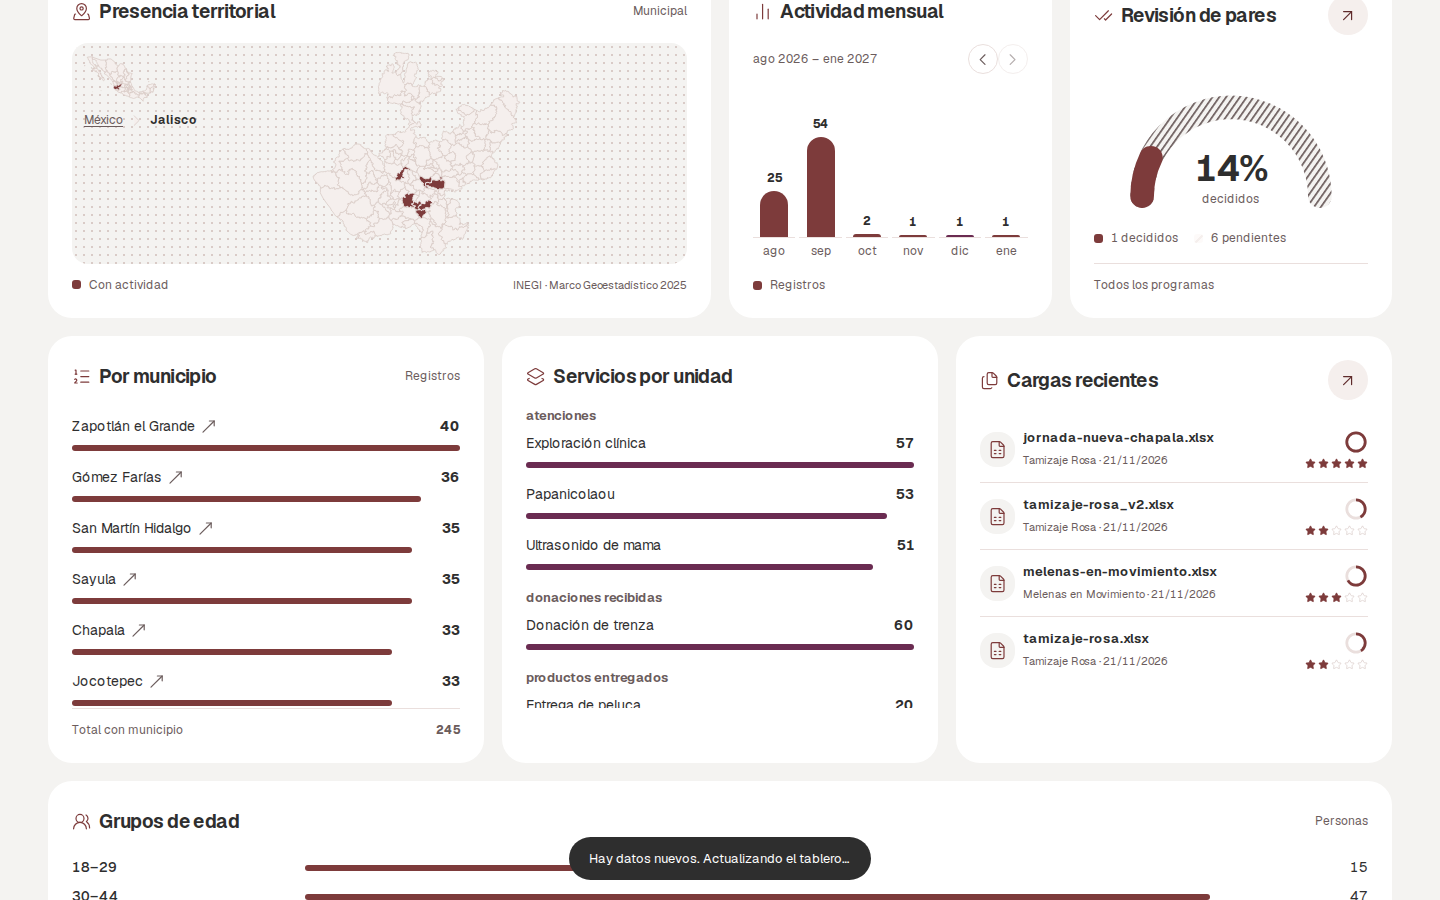 Presencia territorial
Municipal
México
Jalisco
Con actividad
INEGI · Marco Geoestadístico 2025
Actividad mensual
ago 2026 – ene 2027
25
54
2
1
1
1
ago
sep
oct
nov
dic
ene
Registros
Revisión de pares
14%
decididos
1 decididos
6 pendientes
Todos los programas
Por municipio
Registros
Zapotlán el Grande
40
Gómez Farías
36
San Martín Hidalgo
35
Sayula
35
Chapala
33
Jocotepec
33
Total con municipio
245
Servicios por unidad
atenciones
Exploración clínica
57
Papanicolaou
53
Ultrasonido de mama
51
donaciones recibidas
Donación de trenza
60
productos entregados
Entrega de peluca
20
Cargas recientes
jornada-nueva-chapala.xlsx
Tamizaje Rosa · 21/11/2026
tamizaje-rosa_v2.xlsx
Tamizaje Rosa · 21/11/2026
melenas-en-movimiento.xlsx
Melenas en Movimiento · 21/11/2026
tamizaje-rosa.xlsx
Tamizaje Rosa · 21/11/2026
Grupos de edad
Personas
18–29
15
30–44
47
Hay datos nuevos. Actualizando el tablero…